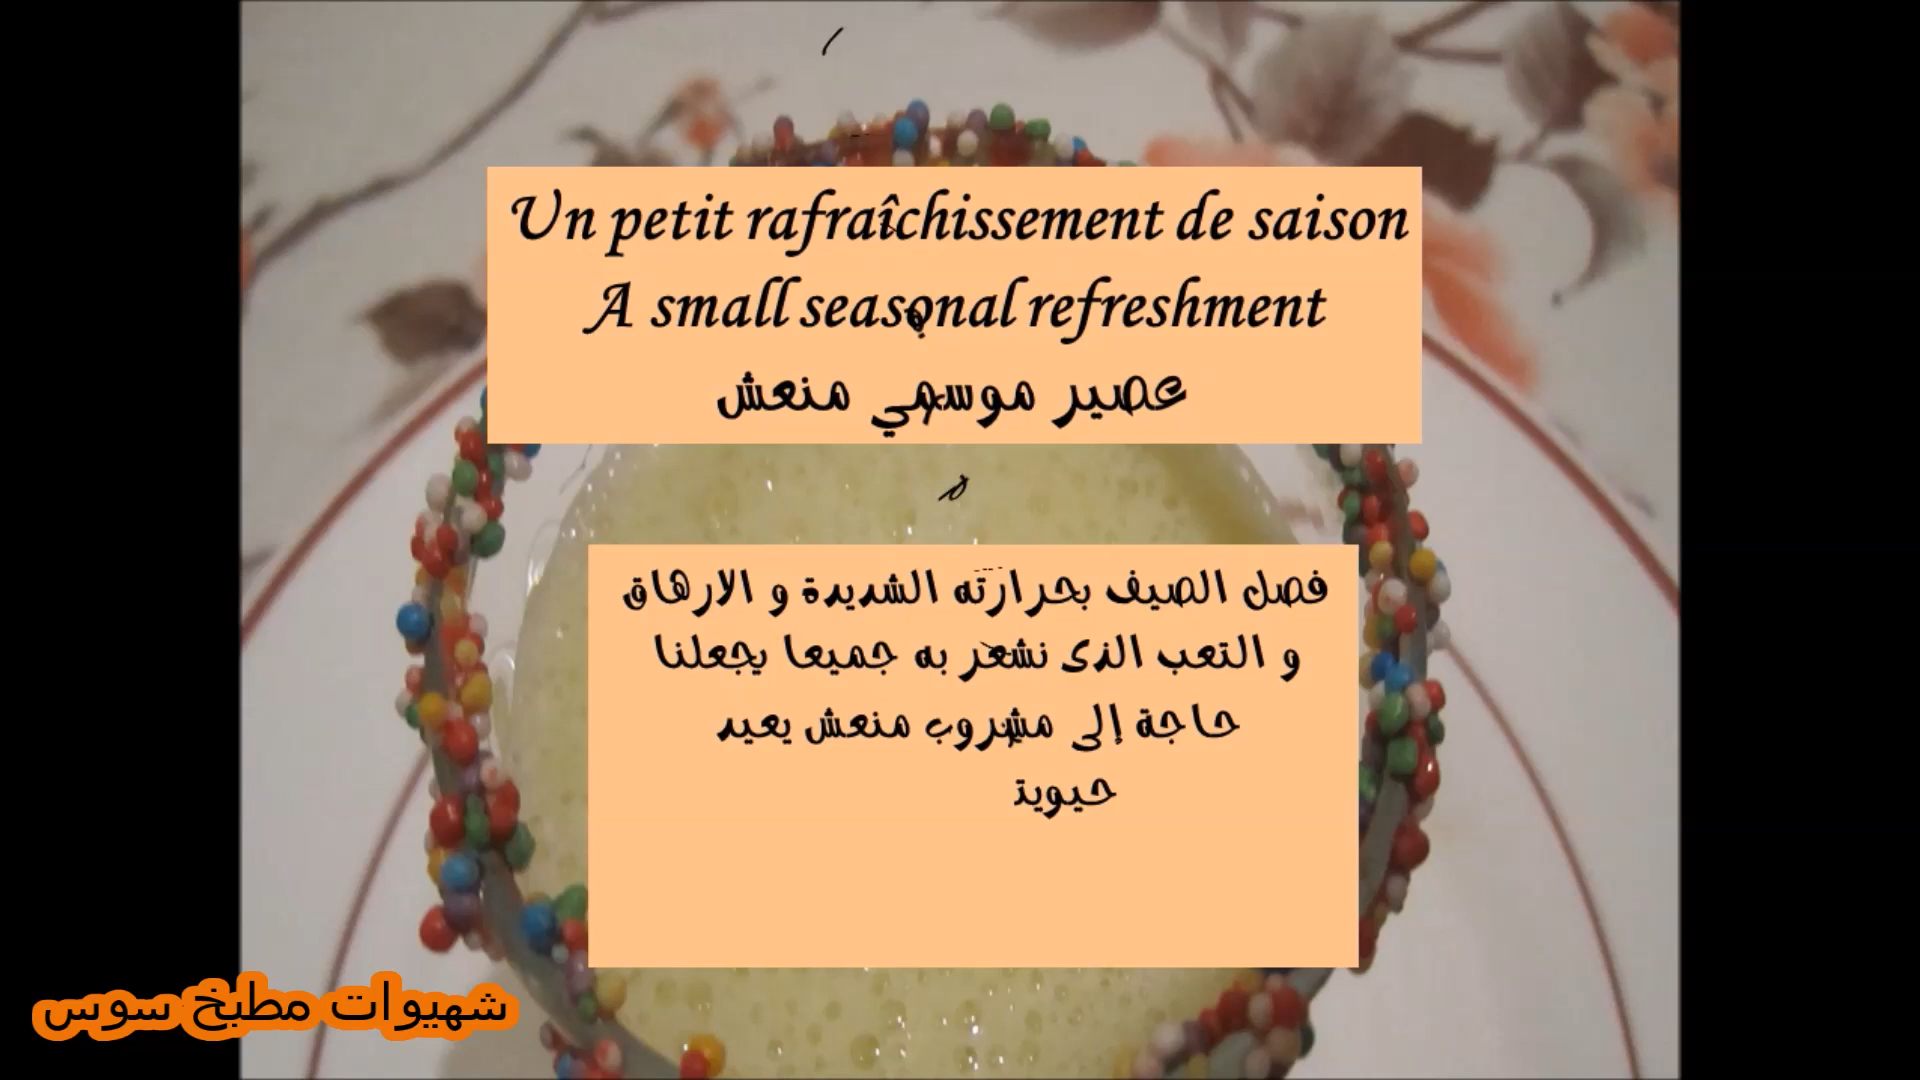 Un petit rafraîchissement de saison
A small seasonal refreshment
عصير موسمي منعش
فصل الصيف بحرارته الشديدة و الارهاق
و التعب الذى نشعر به جميعا يجعلنا
حاجة إلى مشروب منعش يعيد
شهيوات مطبخ سوس